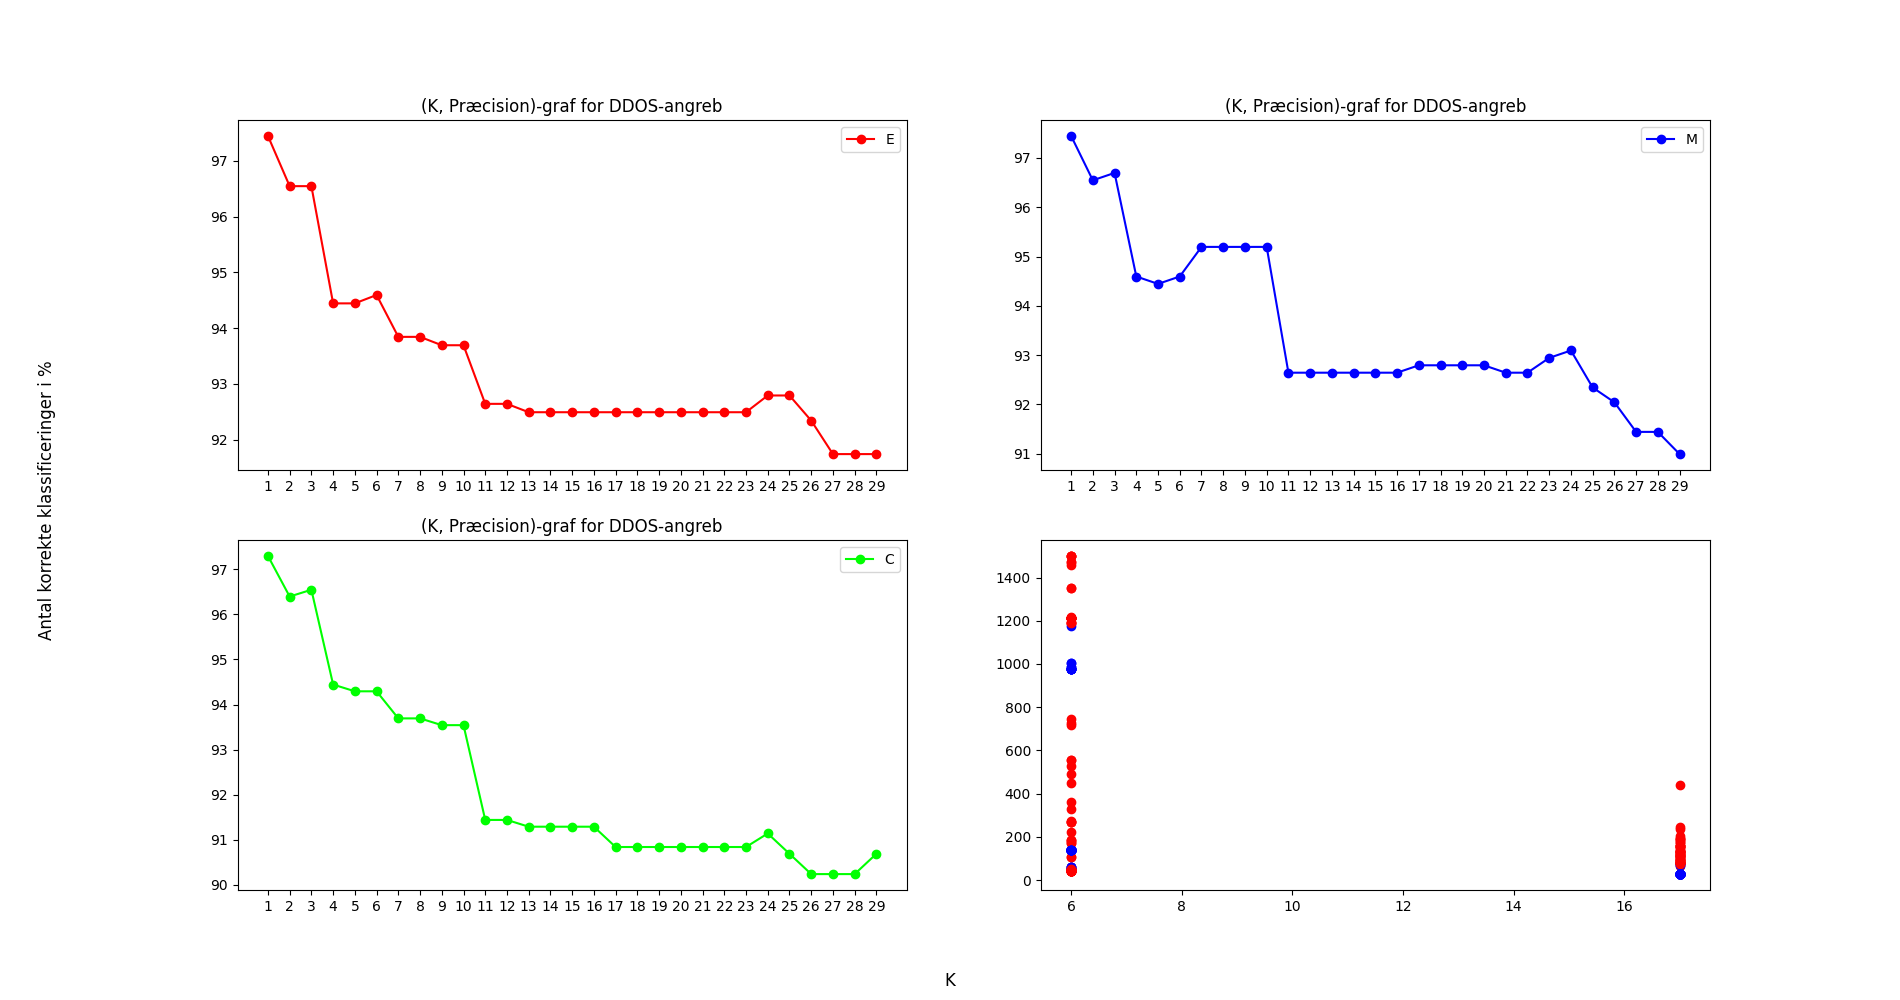 (K, Præcision)-graf for DDOS-angreb
E
97
96
95
94
93
92
1 2 3 4 5 6 7 8 9 10 11 12 13 14 15 16 17 18 19 20 21 22 23 24 25 26 27 28 29
(K, Præcision)-graf for DDOS-angreb
M
97
96
95
94
93
92
91
1 2 3 4 5 6 7 8 9 10 11 12 13 14 15 16 17 18 19 20 21 22 23 24 25 26 27 28 29
Antal korrekte klassificeringer i %
(K, Præcision)-graf for DDOS-angreb
C
97
96
95
94
93
92
91
90
1 2 3 4 5 6 7 8 9 10 11 12 13 14 15 16 17 18 19 20 21 22 23 24 25 26 27 28 29
1400
1200
1000
800
600
400
200
0
6 8 10 12 14 16
K